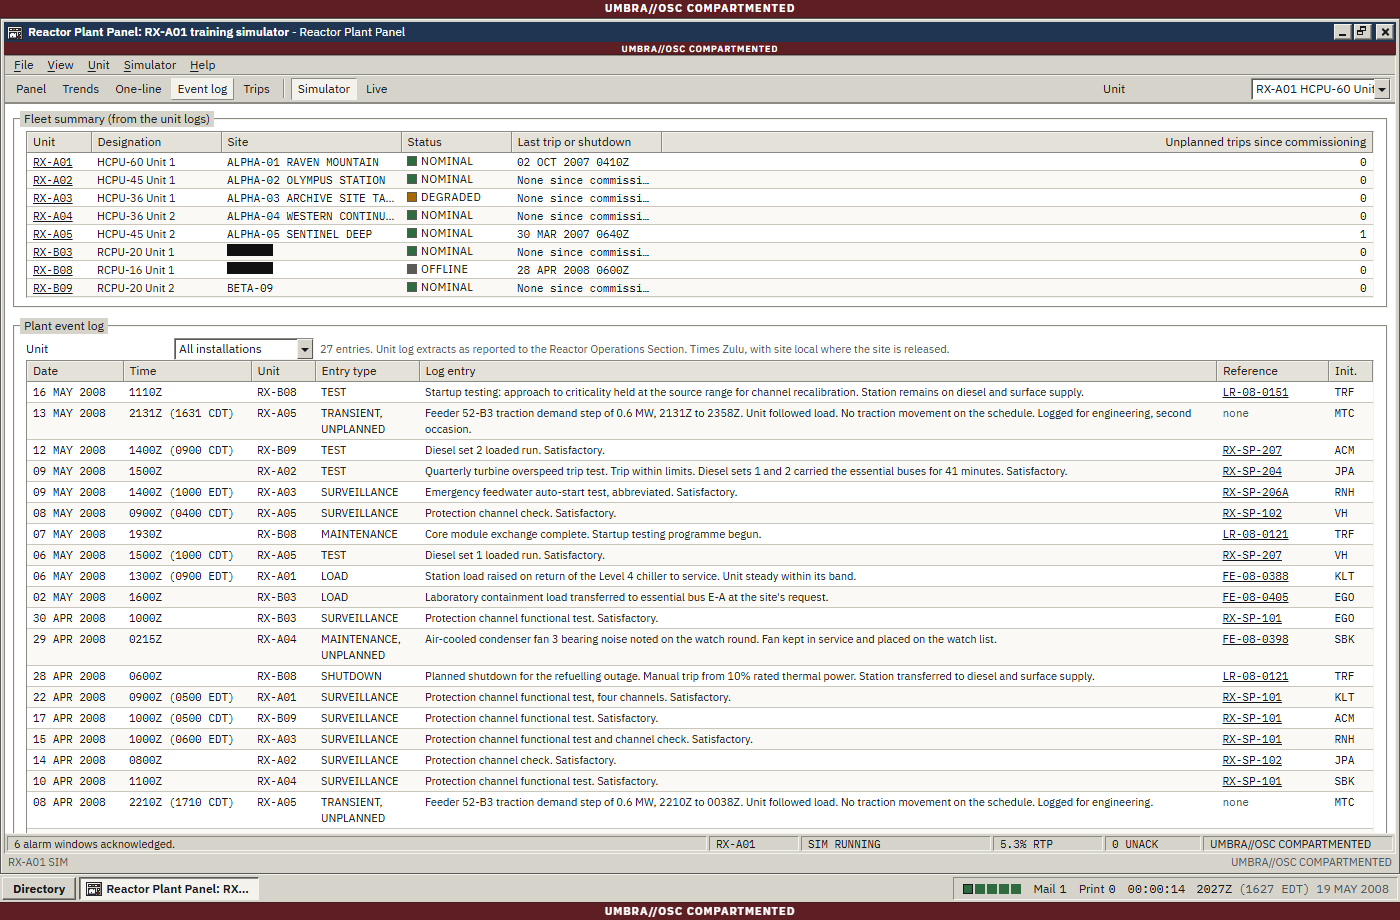 UMBRA//OSC COMPARTMENTED
Reactor Plant Panel: RX-A01 training simulator - Reactor Plant Panel
UMBRA//OSC COMPARTMENTED
File View Unit Simulator Help
Panel Trends One-line Event log Trips Simulator Live Unit RX-A01 HCPU-60 Unit
Fleet summary (from the unit logs)
Unit Designation Site Status Last trip or shutdown Unplanned trips since commissioning
RX-A01 HCPU-60 Unit 1 ALPHA-01 RAVEN MOUNTAIN NOMINAL 02 OCT 2007 0410Z 0
RX-A02 HCPU-45 Unit 1 ALPHA-02 OLYMPUS STATION NOMINAL None since commissi… 0
RX-A03 HCPU-36 Unit 1 ALPHA-03 ARCHIVE SITE TA… DEGRADED None since commissi… 0
RX-A04 HCPU-36 Unit 2 ALPHA-04 WESTERN CONTINU… NOMINAL None since commissi… 0
RX-A05 HCPU-45 Unit 2 ALPHA-05 SENTINEL DEEP NOMINAL 30 MAR 2007 0640Z 1
RX-B03 RCPU-20 Unit 1 NOMINAL None since commissi… 0
RX-B08 RCPU-16 Unit 1 OFFLINE 28 APR 2008 0600Z 0
RX-B09 RCPU-20 Unit 2 BETA-09 NOMINAL None since commissi… 0
Plant event log
Unit All installations 27 entries. Unit log extracts as reported to the Reactor Operations Section. Times Zulu, with site local where the site is released.
Date Time Unit Entry type Log entry Reference Init.
16 MAY 2008 1110Z RX-B08 TEST Startup testing: approach to criticality held at the source range for channel recalibration. Station remains on diesel and surface supply. LR-08-0151 TRF
13 MAY 2008 2131Z (1631 CDT) RX-A05 TRANSIENT, Feeder 52-B3 traction demand step of 0.6 MW, 2131Z to 2358Z. Unit followed load. No traction movement on the schedule. Logged for engineering, second none MTC
UNPLANNED occasion.
12 MAY 2008 1400Z (0900 CDT) RX-B09 TEST Diesel set 2 loaded run. Satisfactory. RX-SP-207 ACM
09 MAY 2008 1500Z RX-A02 TEST Quarterly turbine overspeed trip test. Trip within limits. Diesel sets 1 and 2 carried the essential buses for 41 minutes. Satisfactory. RX-SP-204 JPA
09 MAY 2008 1400Z (1000 EDT) RX-A03 SURVEILLANCE Emergency feedwater auto-start test, abbreviated. Satisfactory. RX-SP-206A RNH
08 MAY 2008 0900Z (0400 CDT) RX-A05 SURVEILLANCE Protection channel check. Satisfactory. RX-SP-102 VH
07 MAY 2008 1930Z RX-B08 MAINTENANCE Core module exchange complete. Startup testing programme begun. LR-08-0121 TRF
06 MAY 2008 1500Z (1000 CDT) RX-A05 TEST Diesel set 1 loaded run. Satisfactory. RX-SP-207 VH
06 MAY 2008 1300Z (0900 EDT) RX-A01 LOAD Station load raised on return of the Level 4 chiller to service. Unit steady within its band. FE-08-0388 KLT
02 MAY 2008 1600Z RX-B03 LOAD Laboratory containment load transferred to essential bus E-A at the site's request. FE-08-0405 EGO
30 APR 2008 1000Z RX-B03 SURVEILLANCE Protection channel functional test. Satisfactory. RX-SP-101 EGO
29 APR 2008 0215Z RX-A04 MAINTENANCE, Air-cooled condenser fan 3 bearing noise noted on the watch round. Fan kept in service and placed on the watch list. FE-08-0398 SBK
UNPLANNED
28 APR 2008 0600Z RX-B08 SHUTDOWN Planned shutdown for the refuelling outage. Manual trip from 10% rated thermal power. Station transferred to diesel and surface supply. LR-08-0121 TRF
22 APR 2008 0900Z (0500 EDT) RX-A01 SURVEILLANCE Protection channel functional test, four channels. Satisfactory. RX-SP-101 KLT
17 APR 2008 1000Z (0500 CDT) RX-B09 SURVEILLANCE Protection channel functional test. Satisfactory. RX-SP-101 ACM
15 APR 2008 1000Z (0600 EDT) RX-A03 SURVEILLANCE Protection channel functional test and channel check. Satisfactory. RX-SP-101 RNH
14 APR 2008 0800Z RX-A02 SURVEILLANCE Protection channel check. Satisfactory. RX-SP-102 JPA
10 APR 2008 1100Z RX-A04 SURVEILLANCE Protection channel functional test. Satisfactory. RX-SP-101 SBK
08 APR 2008 2210Z (1710 CDT) RX-A05 TRANSIENT, Feeder 52-B3 traction demand step of 0.6 MW, 2210Z to 0038Z. Unit followed load. No traction movement on the schedule. Logged for engineering. none MTC
UNPLANNED
6 alarm windows acknowledged. RX-A01 SIM RUNNING 5.3% RTP 0 UNACK UMBRA//OSC COMPARTMENTED
RX-A01 SIM UMBRA//OSC COMPARTMENTED
Directory Reactor Plant Panel: RX... Mail 1 Print 0 00:00:14 2027Z (1627 EDT) 19 MAY 2008
UMBRA//OSC COMPARTMENTED